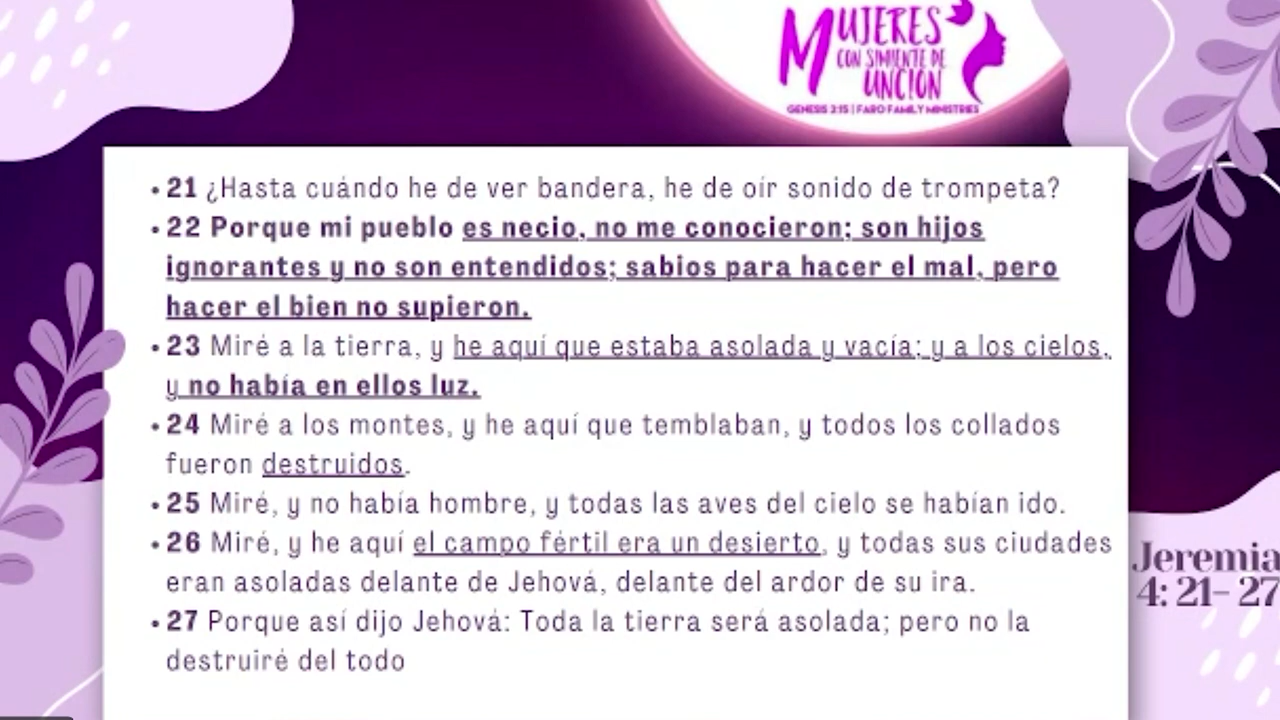 MUJERES
CON SIMIENTE DE
UNCION
GENESIS 3:15 | FARO FAMILY MINISTRIES
• 21 ¿Hasta cuándo he de ver bandera, he de oír sonido de trompeta?
• 22 Porque mi pueblo es necio, no me conocieron; son hijos
ignorantes y no son entendidos; sabios para hacer el mal, pero
hacer el bien no supieron.
• 23 Miré a la tierra, y he aquí que estaba asolada y vacía; y a los cielos,
y no había en ellos luz.
• 24 Miré a los montes, y he aquí que temblaban, y todos los collados
fueron destruidos.
• 25 Miré, y no había hombre, y todas las aves del cielo se habían ido.
• 26 Miré, y he aquí el campo fértil era un desierto, y todas sus ciudades
eran asoladas delante de Jehová, delante del ardor de su ira.
• 27 Porque así dijo Jehová: Toda la tierra será asolada; pero no la
destruiré del todo
Jeremia
4: 21- 27